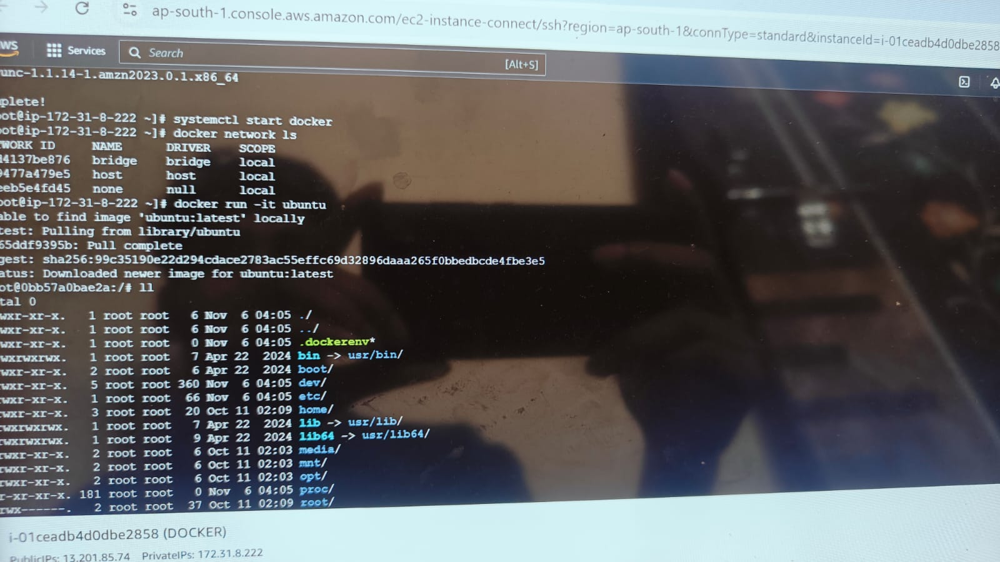 ap-south-1.console.aws.amazon.com/ec2-instance-connect/ssh?region=ap-south-1&connType=standard&instanceId=i-01ceadb4d0dbe2858
WS Services Search [Alt+S]
unc-1.1.14-1.amzn2023.0.1.x86_64
plete!
ot@ip-172-31-8-222 ~]# systemctl start docker
ot@ip-172-31-8-222 ~]# docker network ls
WORK ID NAME DRIVER SCOPE
4137be876 bridge bridge local
9477a479e5 host host local
eeb5e4fd45 none null local
oot@ip-172-31-8-222 ~]# docker run -it ubuntu
able to find image 'ubuntu:latest' locally
test: Pulling from library/ubuntu
65ddf9395b: Pull complete
gest: sha256:99c35190e22d294cdace2783ac55effc69d32896daaa265f0bbedbcde4fbe3e5
atus: Downloaded newer image for ubuntu:latest
ot@0bb57a0bae2a:/# ll
tal 0
wxr-xr-x. 1 root root 6 Nov 6 04:05 ./
wxr-xr-x. 1 root root 6 Nov 6 04:05 ../
wxr-xr-x. 1 root root 0 Nov 6 04:05 .dockerenv*
wxrwxrwx. 1 root root 7 Apr 22 2024 bin -> usr/bin/
wxr-xr-x. 2 root root 6 Apr 22 2024 boot/
wxr-xr-x. 5 root root 360 Nov 6 04:05 dev/
wxr-xr-x. 1 root root 66 Nov 6 04:05 etc/
rwxr-xr-x. 3 root root 20 Oct 11 02:09 home/
rwxrwxrwx. 1 root root 7 Apr 22 2024 lib -> usr/lib/
rwxrwxrwx. 1 root root 9 Apr 22 2024 lib64 -> usr/lib64/
rwxr-xr-x. 2 root root 6 Oct 11 02:03 media/
rwxr-xr-x. 2 root root 6 Oct 11 02:03 mnt/
rwxr-xr-x. 2 root root 6 Oct 11 02:03 opt/
r-xr-xr-x. 181 root root 0 Nov 6 04:05 proc/
rwx------. 2 root root 37 Oct 11 02:09 root/
i-01ceadb4d0dbe2858 (DOCKER)
PublicIPs: 13.201.85.74 PrivateIPs: 172.31.8.222